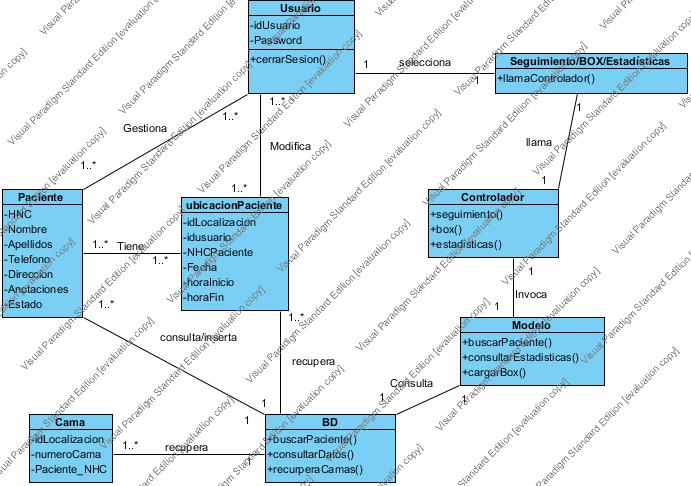 Usuario
-idUsuario
-Password
+cerrarSesion()
1
selecciona
1
Seguimiento/BOX/Estadísticas
+llamaControlador()
1
llama
1
1..*
Gestiona
1..*
1..*
Modifica
1..*
Paciente
-HNC
-Nombre
-Apellidos
-Telefono
-Direccion
-Anotaciones
-Estado
1..*
Tiene
1..*
ubicacionPaciente
-idLocalizacion
-idusuario
-NHCPaciente
-Fecha
-horaInicio
-horaFin
Controlador
+seguimiento()
+box()
+estadisticas()
1
Invoca
1
Modelo
+buscarPaciente()
+consultarEstadisticas()
+cargarBox()
1..*
consulta/inserta
1
1..*
recupera
1
Consulta
1
1
Cama
-idLocalizacion
-numeroCama
-Paciente_NHC
1..*
recupera
BD
+buscarPaciente()
+consultarDatos()
+recurperaCamas()
Visual Paradigm Standard Edition [evaluation copy]